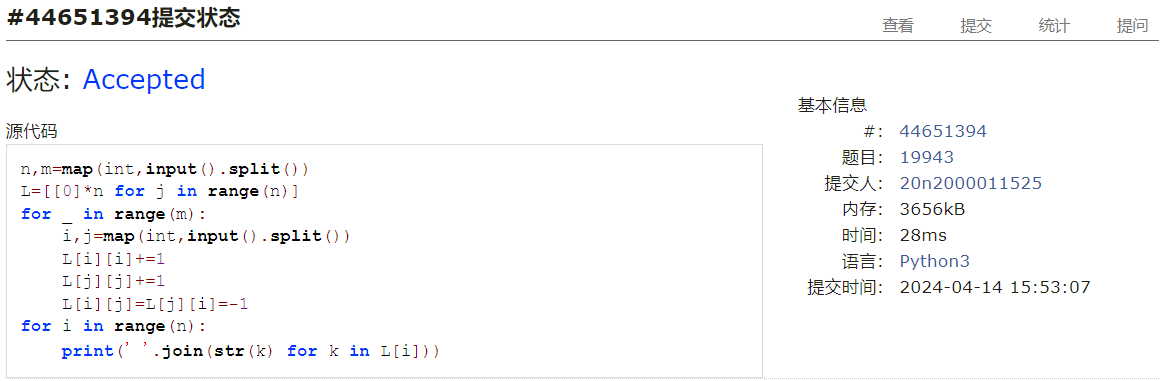 #44651394提交状态
查看 提交 统计 提问
状态: Accepted
源代码
n,m=map(int,input().split())
L=[[0]*n for j in range(n)]
for _ in range(m):
    i,j=map(int,input().split())
    L[i][i]+=1
    L[j][j]+=1
    L[i][j]=L[j][i]=-1
for i in range(n):
    print(' '.join(str(k) for k in L[i]))
基本信息
#: 44651394
题目: 19943
提交人: 20n2000011525
内存: 3656kB
时间: 28ms
语言: Python3
提交时间: 2024-04-14 15:53:07